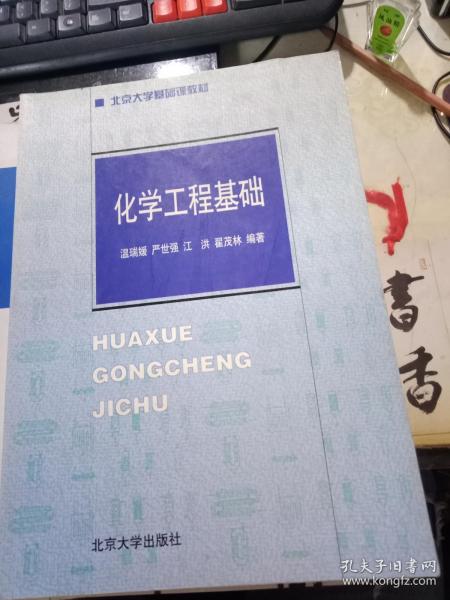 北京大学基础课教材
化学工程基础
温瑞媛 严世强 江 洪 翟茂林 编著
HUAXUE
GONGCHENG
JICHU
北京大学出版社
書
香
孔夫子旧书网
www.kongfz.com